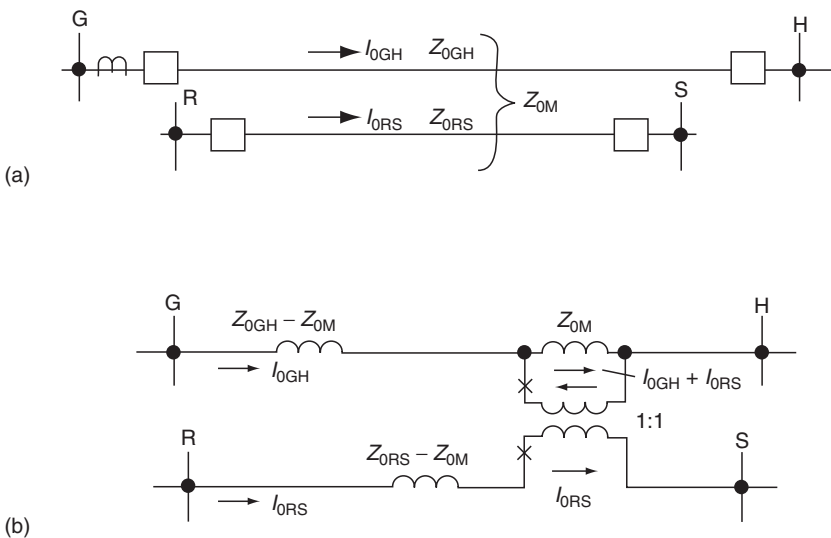 G
I0GH Z0GH
H
R
S
Z0M
I0RS Z0RS
(a)
G
H
Z0GH – Z0M
Z0M
I0GH
I0GH + I0RS
1:1
R
S
Z0RS – Z0M
I0RS
I0RS
(b)